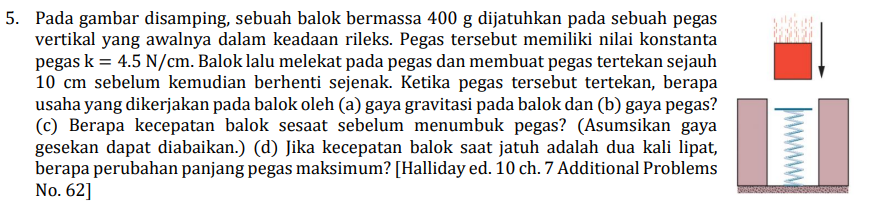 5. Pada gambar disamping, sebuah balok bermassa 400 g dijatuhkan pada sebuah pegas
vertikal yang awalnya dalam keadaan rileks. Pegas tersebut memiliki nilai konstanta
pegas k = 4.5 N/cm. Balok lalu melekat pada pegas dan membuat pegas tertekan sejauh
10 cm sebelum kemudian berhenti sejenak. Ketika pegas tersebut tertekan, berapa
usaha yang dikerjakan pada balok oleh (a) gaya gravitasi pada balok dan (b) gaya pegas?
(c) Berapa kecepatan balok sesaat sebelum menumbuk pegas? (Asumsikan gaya
gesekan dapat diabaikan.) (d) Jika kecepatan balok saat jatuh adalah dua kali lipat,
berapa perubahan panjang pegas maksimum? [Halliday ed. 10 ch. 7 Additional Problems
No. 62]